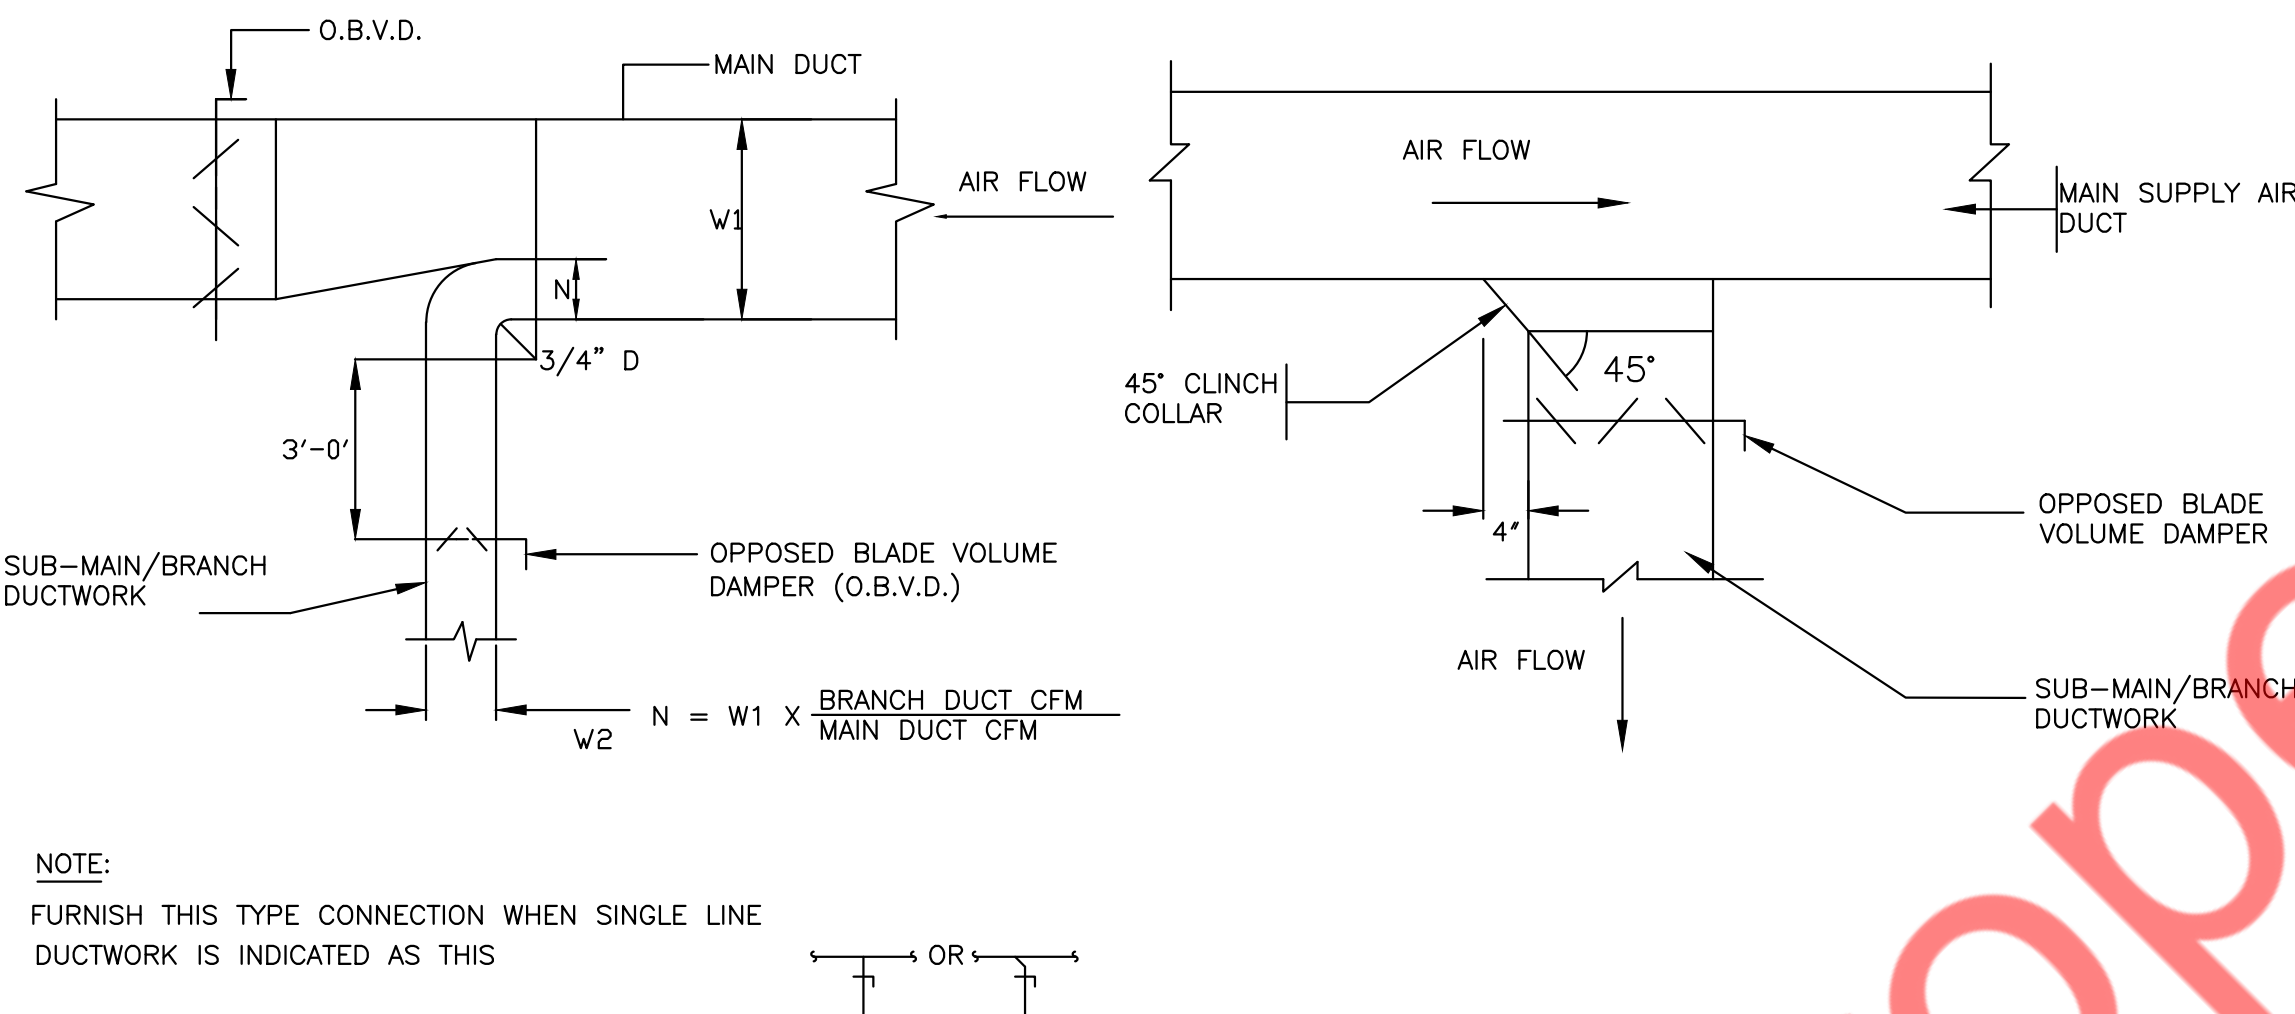 O.B.V.D.
MAIN DUCT
AIR FLOW
W1
N
3/4" D
3'-0'
SUB-MAIN/BRANCH
DUCTWORK
OPPOSED BLADE VOLUME
DAMPER (O.B.V.D.)
W2
N = W1 X BRANCH DUCT CFM
MAIN DUCT CFM
AIR FLOW
MAIN SUPPLY AIR
DUCT
45° CLINCH
COLLAR
45°
4"
OPPOSED BLADE
VOLUME DAMPER
AIR FLOW
SUB-MAIN/BRANCH
DUCTWORK
NOTE:
FURNISH THIS TYPE CONNECTION WHEN SINGLE LINE
DUCTWORK IS INDICATED AS THIS
OR